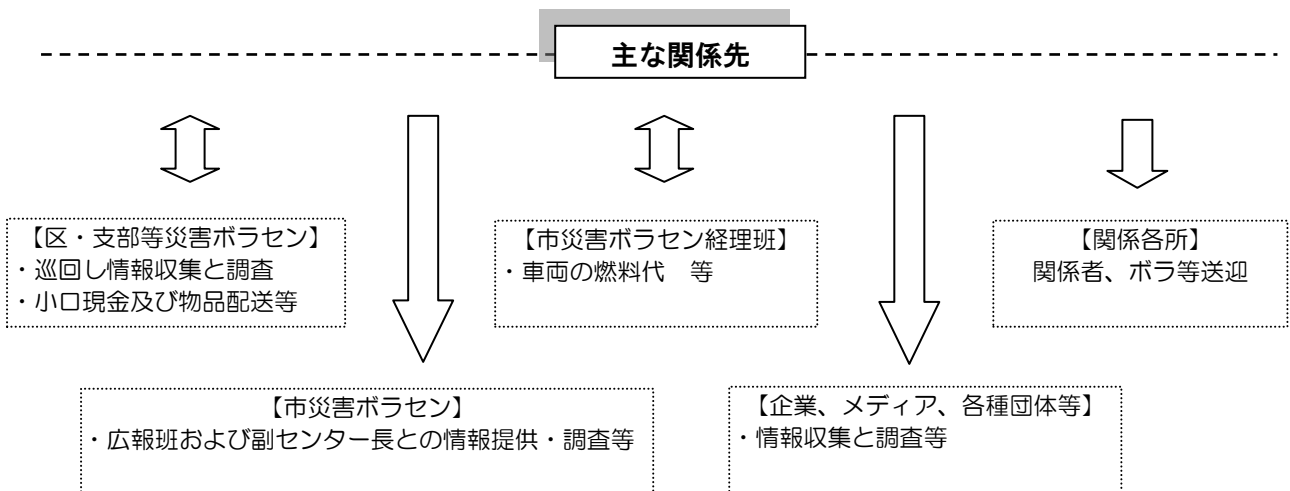 主な関係先
【区・支部等災害ボラセン】
・巡回し情報収集と調査
・小口現金及び物品配送等
【市災害ボラセン経理班】
・車両の燃料代　等
【関係各所】
関係者、ボラ等送迎
【市災害ボラセン】
・広報班および副センター長との情報提供・調査等
【企業、メディア、各種団体等】
・情報収集と調査等